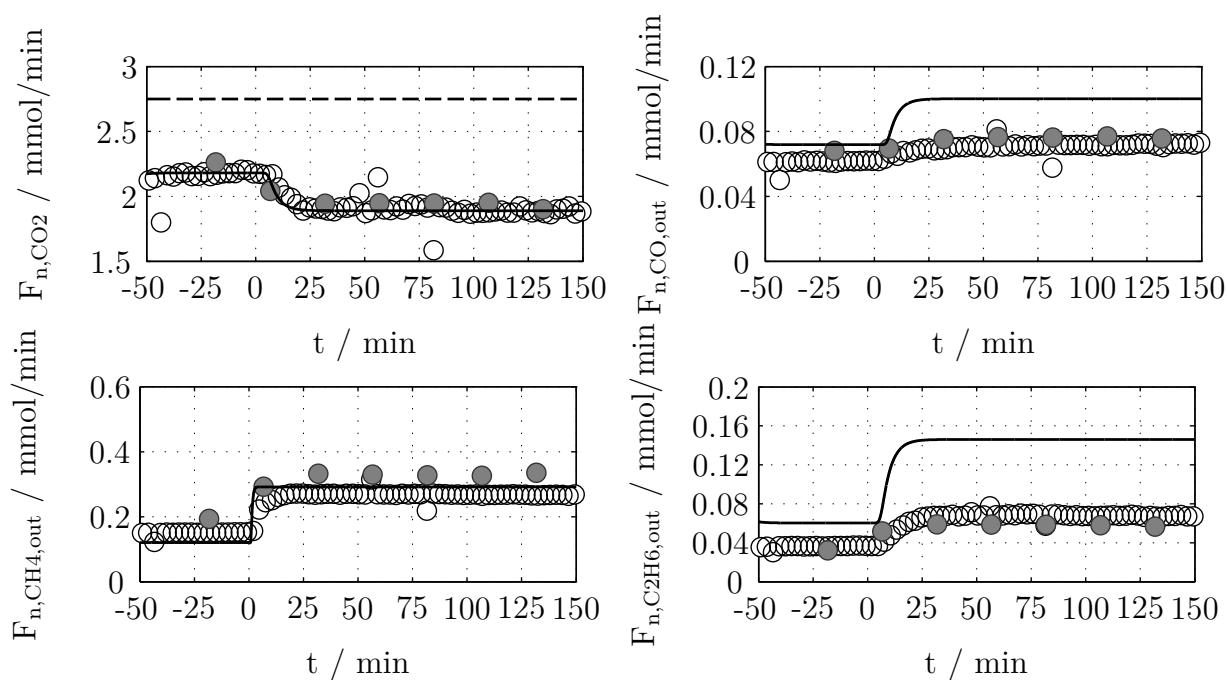 F_n,CO2 / mmol/min
3
2.5
2
1.5
-50 -25 0 25 50 75 100 125 150
t / min
F_n,CO,out / mmol/min
0.12
0.08
0.04
0
-50 -25 0 25 50 75 100 125 150
t / min
F_n,CH4,out / mmol/min
0.6
0.4
0.2
0
-50 -25 0 25 50 75 100 125 150
t / min
F_n,C2H6,out / mmol/min
0.2
0.16
0.12
0.08
0.04
0
-50 -25 0 25 50 75 100 125 150
t / min